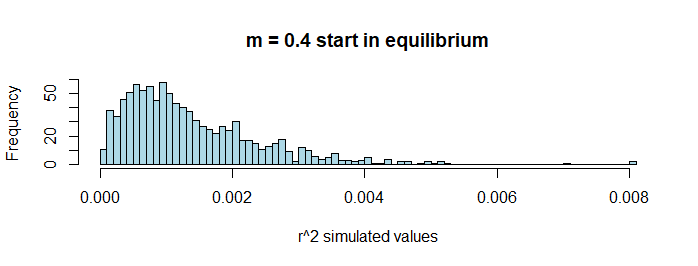 m = 0.4 start in equilibrium
Frequency
50
20
0
0.000 0.002 0.004 0.006 0.008
r^2 simulated values